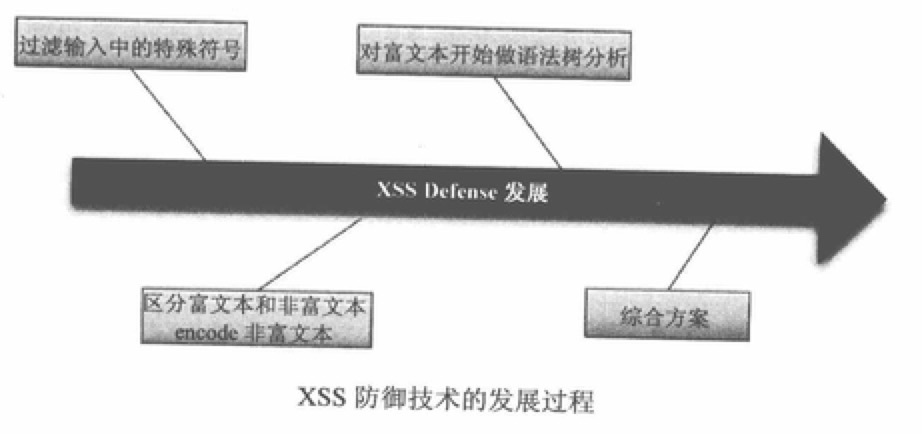 过滤输入中的特殊符号
对富文本开始做语法树分析
XSS Defense 发展
区分富文本和非富文本
encode 非富文本
综合方案
XSS 防御技术的发展过程